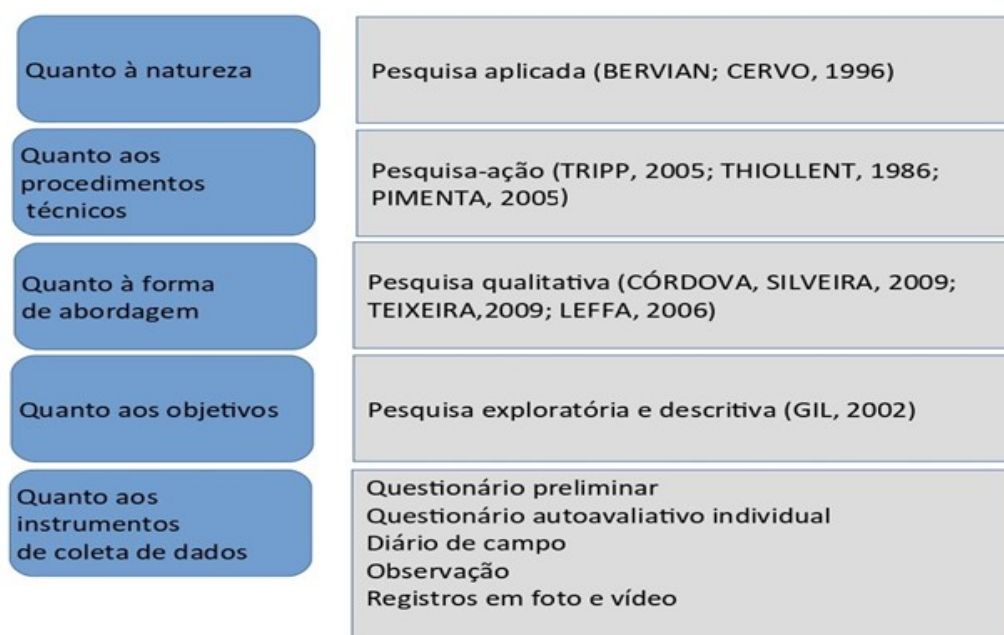 Quanto à natureza
Pesquisa aplicada (BERVIAN; CERVO, 1996)
Quanto aos
procedimentos
técnicos
Pesquisa-ação (TRIPP, 2005; THIOLLENT, 1986;
PIMENTA, 2005)
Quanto à forma
de abordagem
Pesquisa qualitativa (CÓRDOVA, SILVEIRA, 2009;
TEIXEIRA,2009; LEFFA, 2006)
Quanto aos objetivos
Pesquisa exploratória e descritiva (GIL, 2002)
Quanto aos
instrumentos
de coleta de dados
Questionário preliminar
Questionário autoavaliativo individual
Diário de campo
Observação
Registros em foto e vídeo